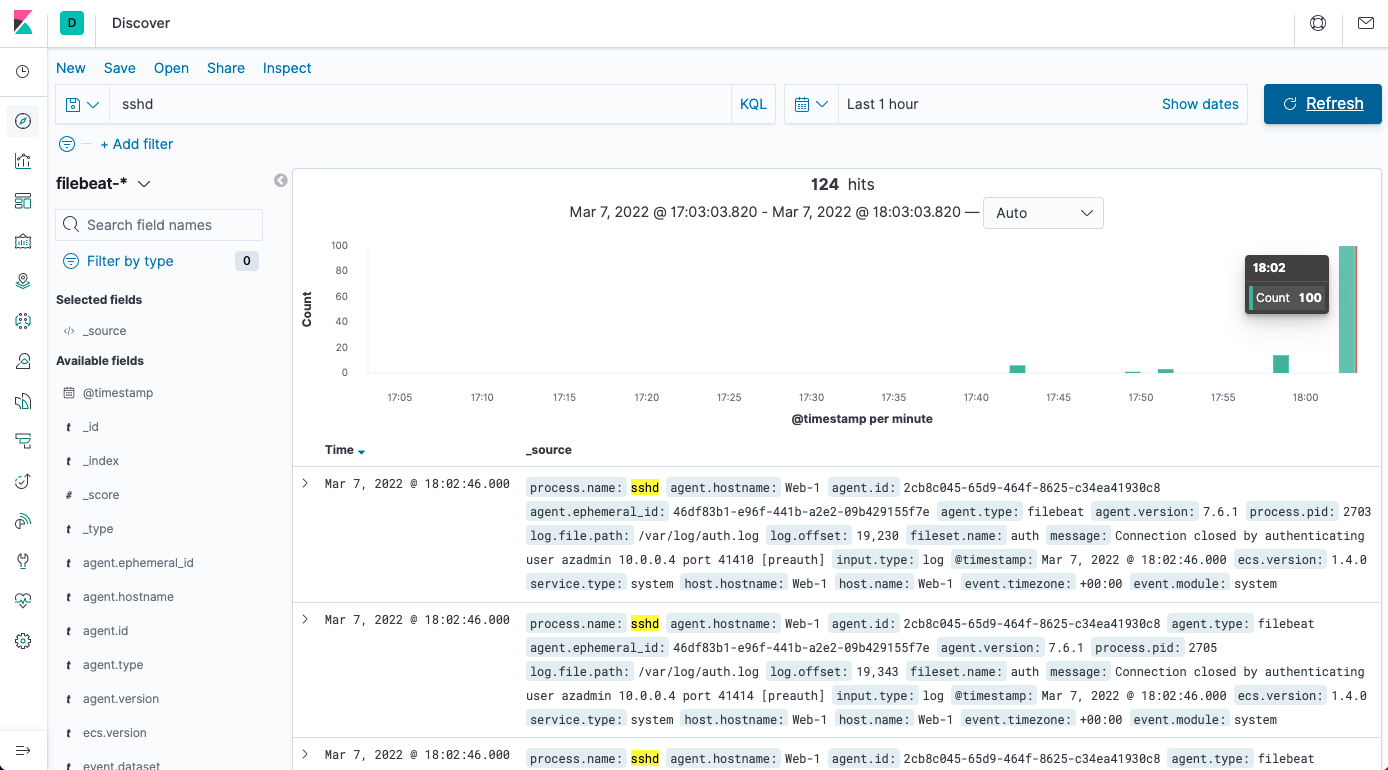 D Discover
New Save Open Share Inspect
sshd KQL Last 1 hour Show dates Refresh
+ Add filter
filebeat-*
Search field names
Filter by type 0
Selected fields
</> _source
Available fields
@timestamp
t _id
t _index
# _score
t _type
t agent.ephemeral_id
t agent.hostname
t agent.id
t agent.type
t agent.version
t ecs.version
t event.dataset
124 hits
Mar 7, 2022 @ 17:03:03.820 - Mar 7, 2022 @ 18:03:03.820 — Auto
Count
100
80
60
40
20
0
18:02
Count 100
17:05 17:10 17:15 17:20 17:25 17:30 17:35 17:40 17:45 17:50 17:55 18:00
@timestamp per minute
Time _source
Mar 7, 2022 @ 18:02:46.000 process.name: sshd agent.hostname: Web-1 agent.id: 2cb8c045-65d9-464f-8625-c34ea41930c8
agent.ephemeral_id: 46df83b1-e96f-441b-a2e2-09b429155f7e agent.type: filebeat agent.version: 7.6.1 process.pid: 2703
log.file.path: /var/log/auth.log log.offset: 19,230 fileset.name: auth message: Connection closed by authenticating
user azadmin 10.0.0.4 port 41410 [preauth] input.type: log @timestamp: Mar 7, 2022 @ 18:02:46.000 ecs.version: 1.4.0
service.type: system host.hostname: Web-1 host.name: Web-1 event.timezone: +00:00 event.module: system
Mar 7, 2022 @ 18:02:46.000 process.name: sshd agent.hostname: Web-1 agent.id: 2cb8c045-65d9-464f-8625-c34ea41930c8 agent.type: filebeat
agent.ephemeral_id: 46df83b1-e96f-441b-a2e2-09b429155f7e agent.version: 7.6.1 process.pid: 2705
log.file.path: /var/log/auth.log log.offset: 19,343 fileset.name: auth message: Connection closed by authenticating
user azadmin 10.0.0.4 port 41414 [preauth] input.type: log @timestamp: Mar 7, 2022 @ 18:02:46.000 ecs.version: 1.4.0
service.type: system host.hostname: Web-1 host.name: Web-1 event.timezone: +00:00 event.module: system
Mar 7, 2022 @ 18:02:46.000 process.name: sshd agent.hostname: Web-1 agent.id: 2cb8c045-65d9-464f-8625-c34ea41930c8 agent.type: filebeat